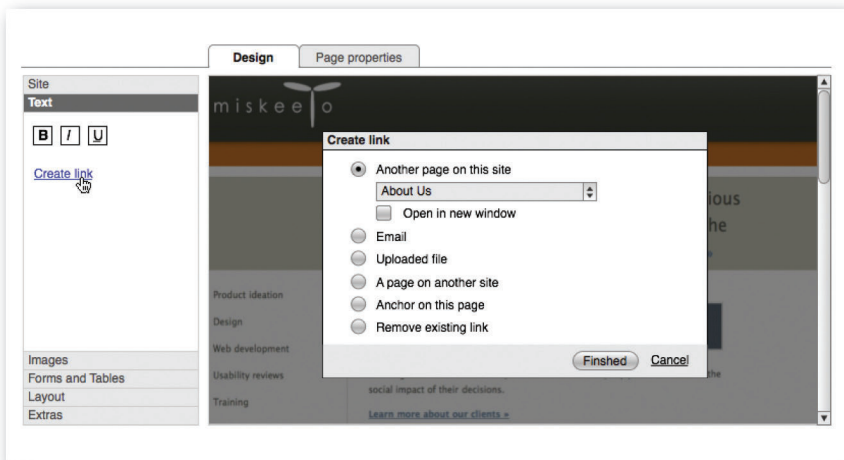 Design Page properties
Site
Text
B I U
Create link
Images
Forms and Tables
Layout
Extras
miskeeto
Create link
Another page on this site
About Us
Open in new window
Email
Uploaded file
A page on another site
Anchor on this page
Remove existing link
Finshed Cancel
ious
he
Product ideation
Design
Web development
Usability reviews
Training
the
social impact of their decisions.
Learn more about our clients »